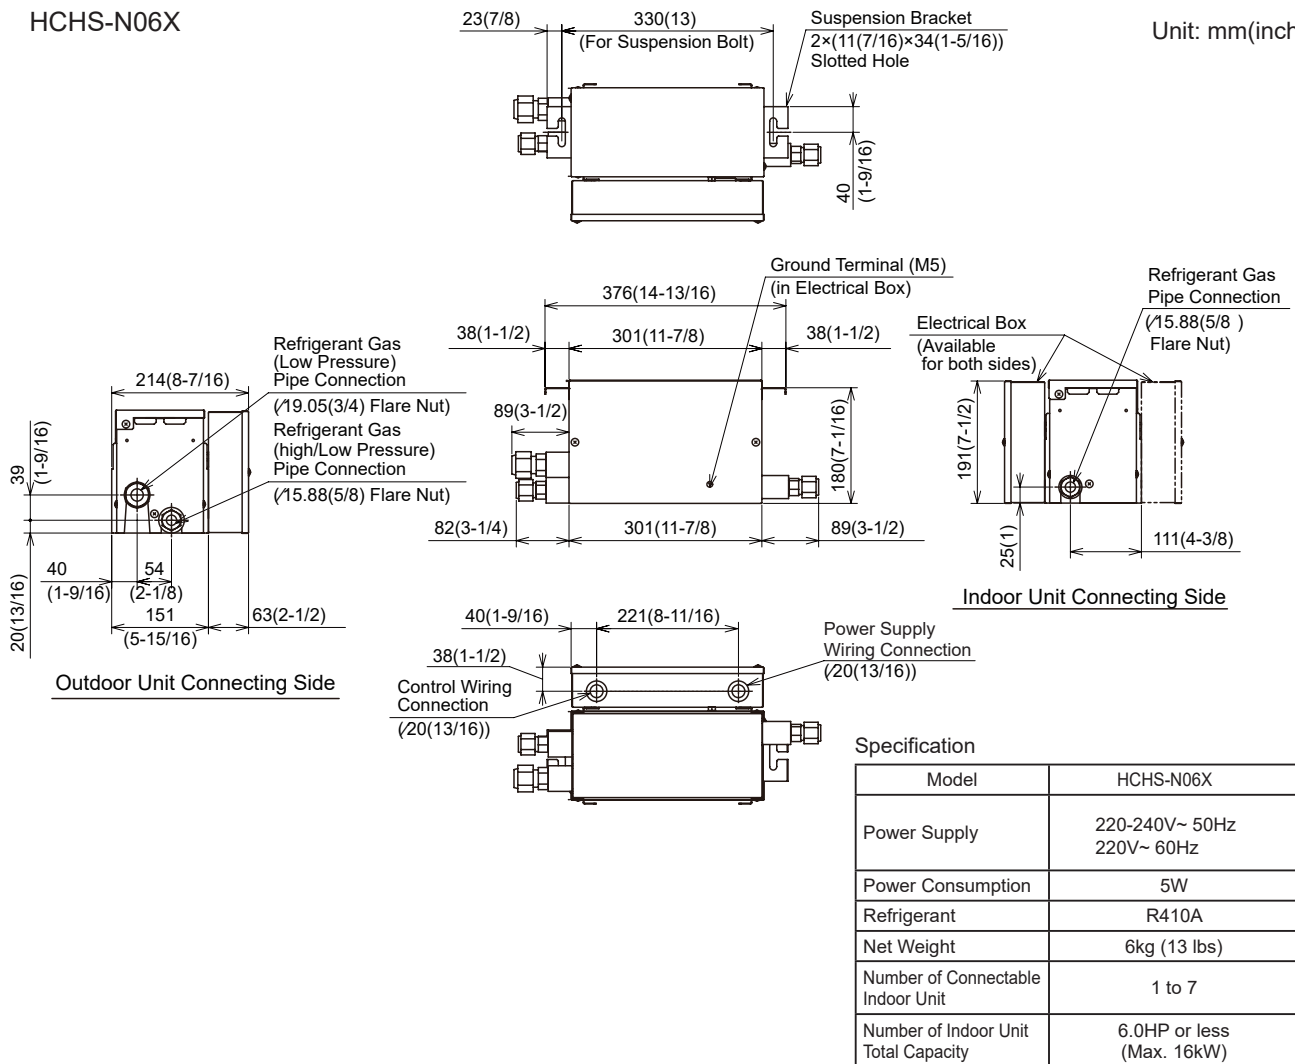 HCHS-N06X
Unit: mm(inch
23(7/8)
330(13)
(For Suspension Bolt)
Suspension Bracket
2×(11(7/16)×34(1-5/16))
Slotted Hole
40
(1-9/16)
Ground Terminal (M5)
(in Electrical Box)
376(14-13/16)
38(1-1/2)
301(11-7/8)
38(1-1/2)
89(3-1/2)
180(7-1/16)
82(3-1/4)
301(11-7/8)
89(3-1/2)
Refrigerant Gas
(Low Pressure)
Pipe Connection
(⁄19.05(3/4) Flare Nut)
Refrigerant Gas
(high/Low Pressure)
Pipe Connection
(⁄15.88(5/8) Flare Nut)
214(8-7/16)
39
(1-9/16)
20(13/16)
40
(1-9/16)
54
(2-1/8)
151
(5-15/16)
63(2-1/2)
Outdoor Unit Connecting Side
Refrigerant Gas
Pipe Connection
(⁄15.88(5/8 )
Flare Nut)
Electrical Box
(Available
for both sides)
191(7-1/2)
25(1)
111(4-3/8)
Indoor Unit Connecting Side
40(1-9/16)
221(8-11/16)
38(1-1/2)
Control Wiring
Connection
(⁄20(13/16))
Power Supply
Wiring Connection
(⁄20(13/16))
Specification
Model HCHS-N06X
Power Supply 220-240V~ 50Hz
220V~ 60Hz
Power Consumption 5W
Refrigerant R410A
Net Weight 6kg (13 lbs)
Number of Connectable
Indoor Unit 1 to 7
Number of Indoor Unit
Total Capacity 6.0HP or less
(Max. 16kW)